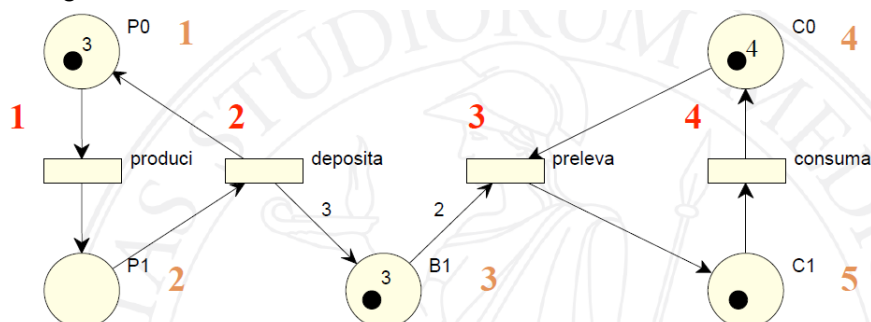 3 P0 1 4 C0 4
1 2 3 4
produci deposita preleva consuma
3 2
P1 2 3 B1 3 C1 5
STUDIORUM